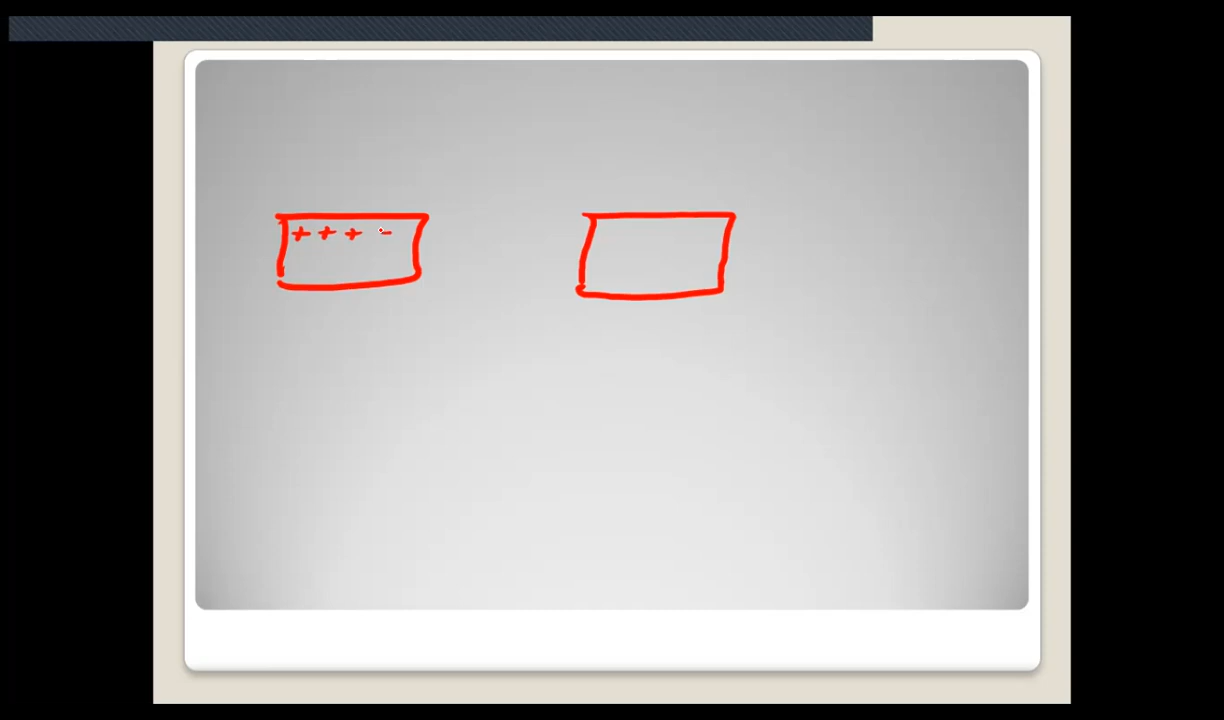 + + + -